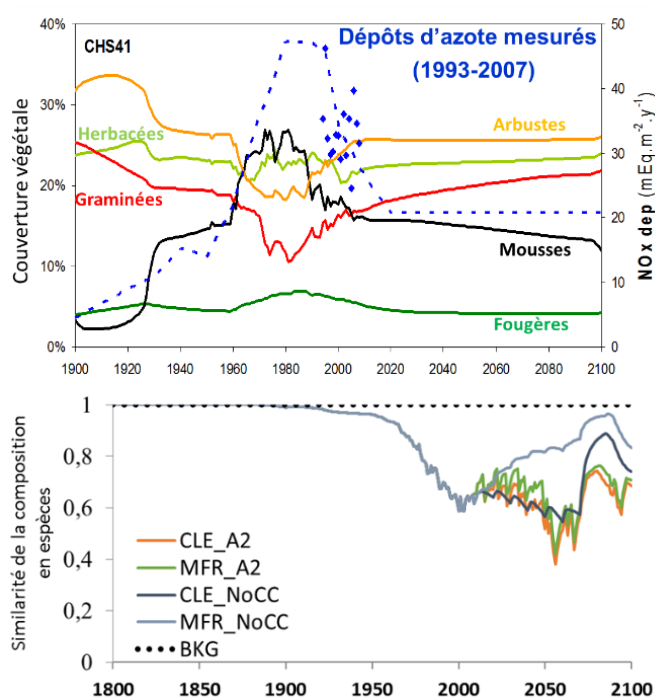 40%
50
CHS41
Dépôts d’azote mesurés
(1993-2007)
40
30%
Herbacées
Arbustes
30
Couverture végétale
20%
Graminées
20
NOx dep (mEq.m-2.y-1)
10%
Mousses
10
Fougères
0%
0
1900 1920 1940 1960 1980 2000 2020 2040 2060 2080 2100
1
0,8
0,6
Similarité de la composition
en espèces
0,4
CLE_A2
MFR_A2
0,2
CLE_NoCC
MFR_NoCC
0
BKG
1800 1850 1900 1950 2000 2050 2100